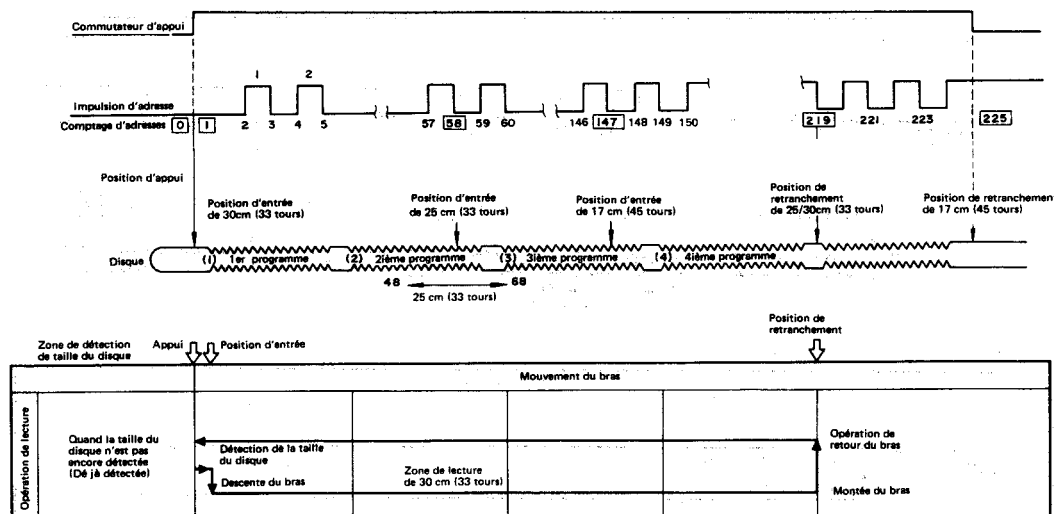 Commutateur d'appui
1 2
Impulsion d'adresse
Comptage d'adresses 0 1 2 3 4 5 57 58 59 60 146 147 148 149 150 219 221 223 225
Position d'appui
Position d'entrée
de 30cm (33 tours)
Position d'entrée
de 25 cm (33 tours)
Position d'entrée
de 17 cm (45 tours)
Position de
retranchement
de 25/30cm (33 tours)
Position de retranchemen
de 17 cm (45 tours)
Disque (1) 1er programme (2) 2ième programme (3) 3ième programme (4) 4ième programme
48 68
25 cm (33 tours)
Zone de détection
de taille du disque
Appui
Position d'entrée
Position de
retranchement
Mouvement du bras
Opération de lecture
Quand la taille du
disque n'est pas
encore détectée
(Dé jà détectée)
Détection de la taille
du disque
Descente du bras
Zone de lecture
de 30 cm (33 tours)
Opération de
retour du bras
Montée du bras